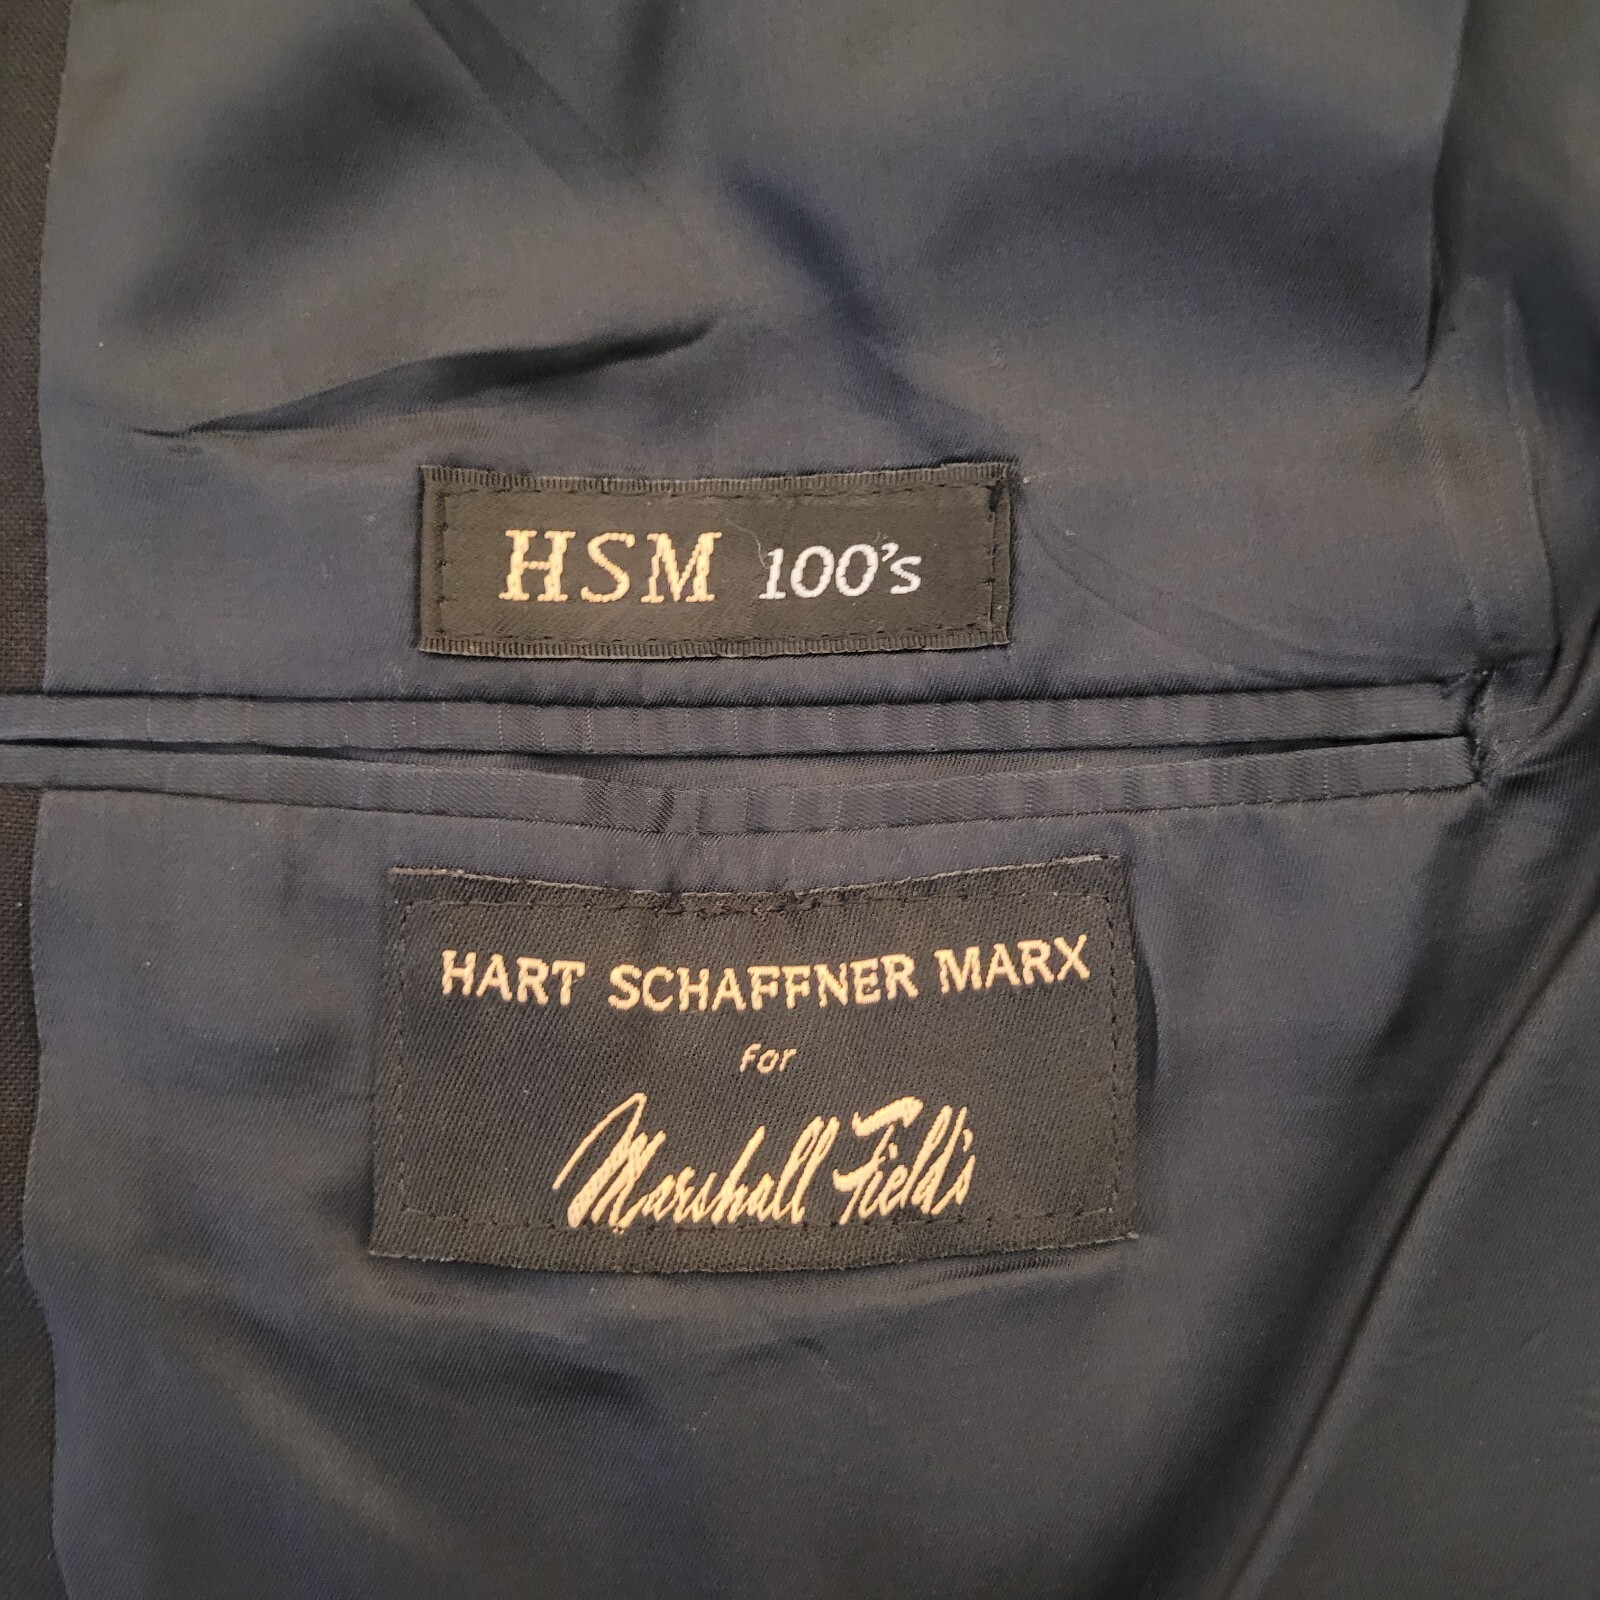 HSM 100's
HART SCHAFFNER MARX
For
Marshall Field's